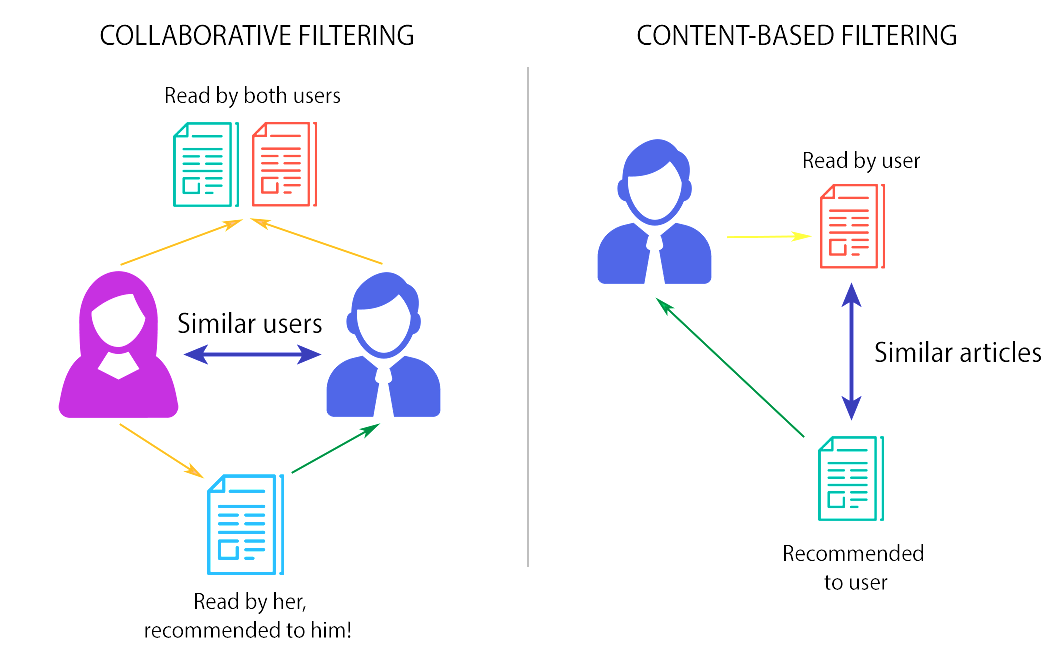 COLLABORATIVE FILTERING
Read by both users
Similar users
Read by her,
recommended to him!
CONTENT-BASED FILTERING
Read by user
Similar articles
Recommended
to user